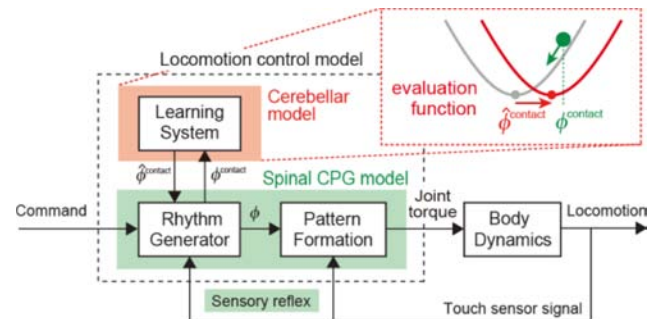 Locomotion control model
Cerebellar
model
Learning
System
evaluation
function
φ̂contact
φcontact
φ̂contact
φcontact
Spinal CPG model
Command
Rhythm
Generator
φ
Pattern
Formation
Joint
torque
Body
Dynamics
Locomotion
Sensory reflex
Touch sensor signal